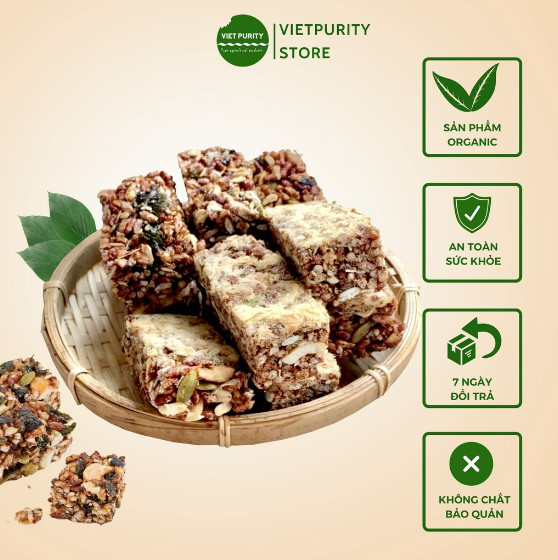 VIET PURITY
VIETPURITY
STORE
SẢN PHẨM
ORGANIC
AN TOÀN
SỨC KHỎE
7 NGÀY
ĐỔI TRẢ
KHÔNG CHẤT
BẢO QUẢN